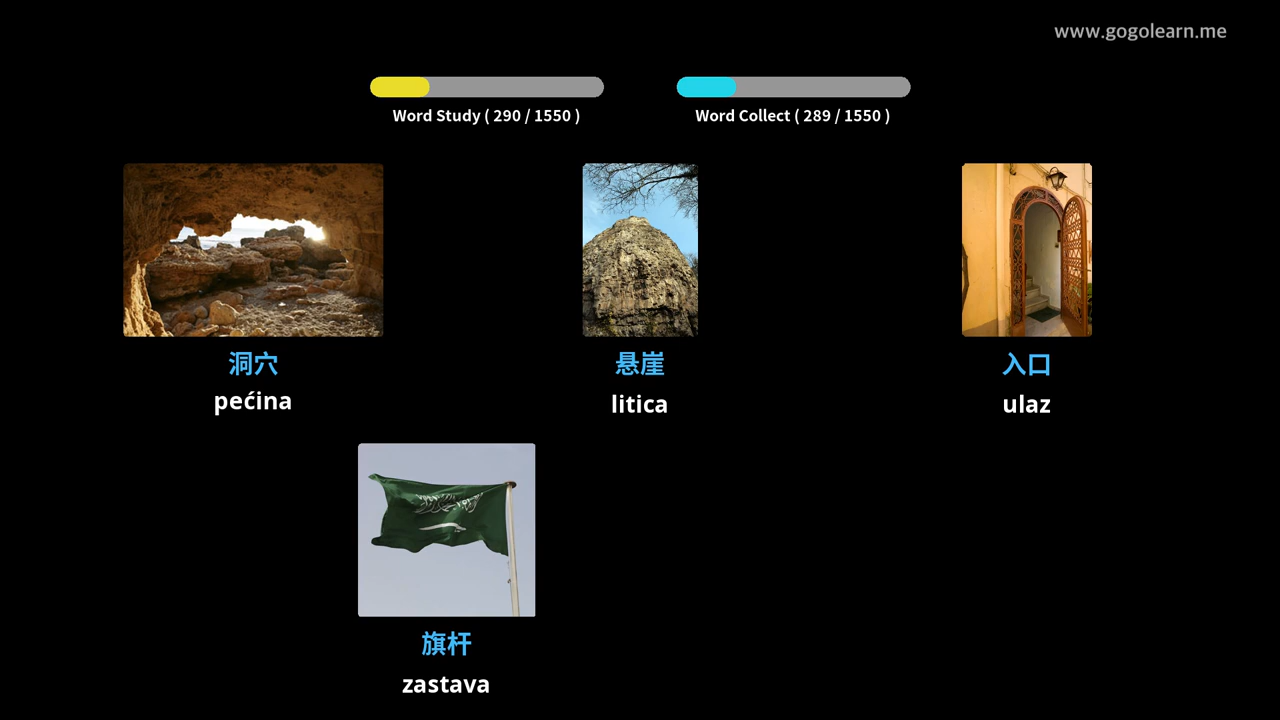 www.gogolearn.me
Word Study ( 290 / 1550 )
Word Collect ( 289 / 1550 )
洞穴
pećina
悬崖
litica
入口
ulaz
旗杆
zastava